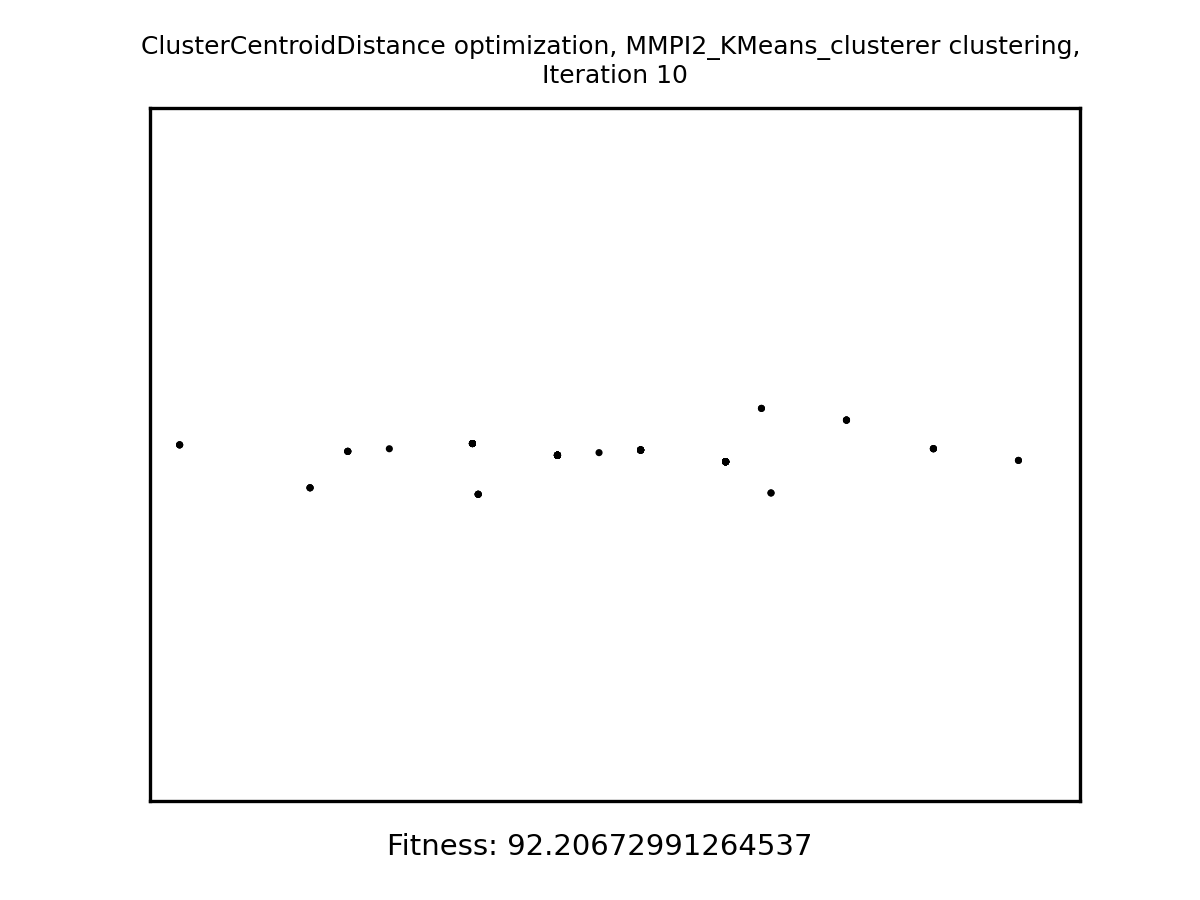 ClusterCentroidDistance optimization, MMPI2_KMeans_clusterer clustering,
Iteration 10
Fitness: 92.20672991264537